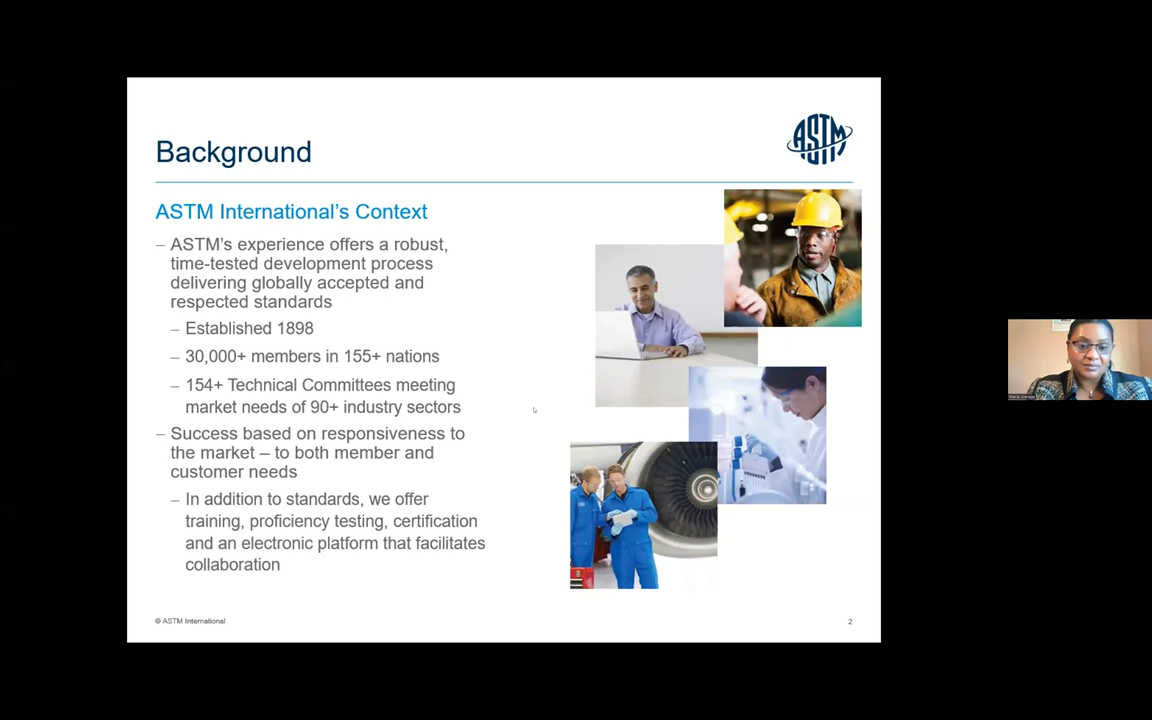 Background
ASTM
ASTM International's Context
– ASTM's experience offers a robust,
time-tested development process
delivering globally accepted and
respected standards
– Established 1898
– 30,000+ members in 155+ nations
– 154+ Technical Committees meeting
market needs of 90+ industry sectors
– Success based on responsiveness to
the market – to both member and
customer needs
– In addition to standards, we offer
training, proficiency testing, certification
and an electronic platform that facilitates
collaboration
© ASTM International
2